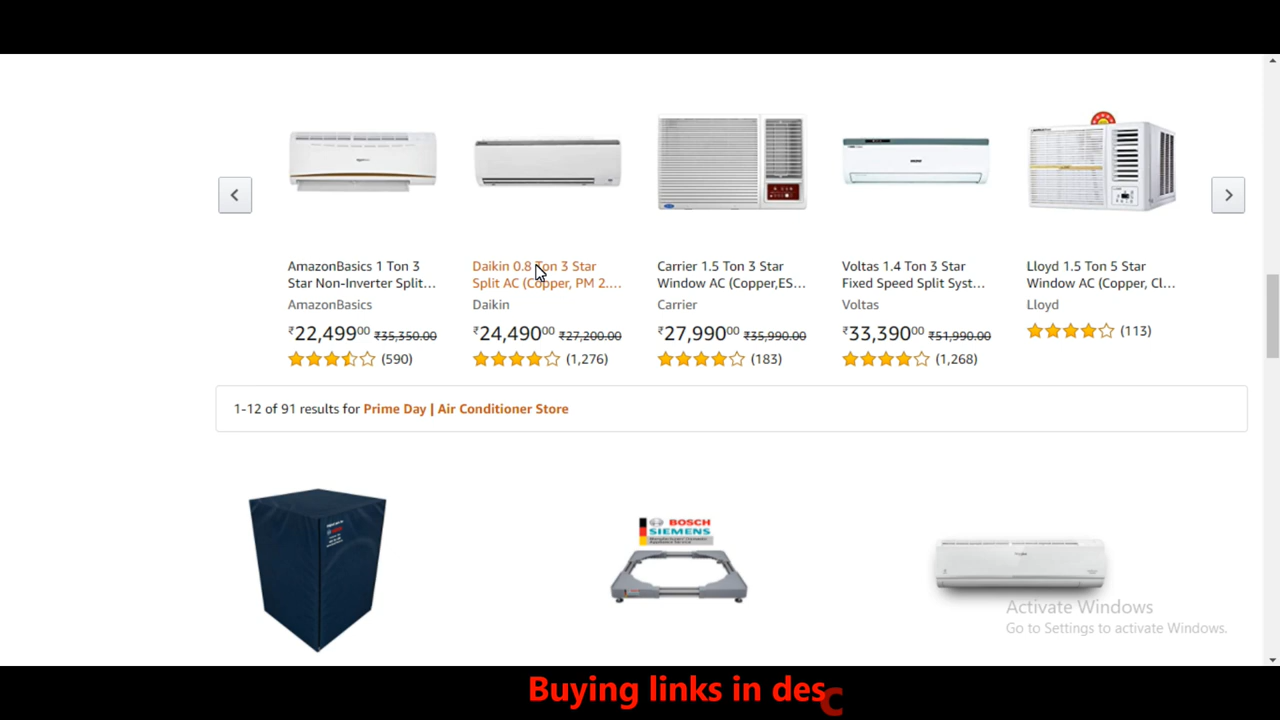 AmazonBasics 1 Ton 3
Star Non-Inverter Split...
AmazonBasics
₹22,49900 ₹35,350.00
(590)
Daikin 0.8 Ton 3 Star
Split AC (Copper, PM 2....
Daikin
₹24,49000 ₹27,200.00
(1,276)
Carrier 1.5 Ton 3 Star
Window AC (Copper,ES...
Carrier
₹27,99000 ₹35,990.00
(183)
Voltas 1.4 Ton 3 Star
Fixed Speed Split Syst...
Voltas
₹33,39000 ₹51,990.00
(1,268)
Lloyd 1.5 Ton 5 Star
Window AC (Copper, Cl...
Lloyd
(113)
1-12 of 91 results for Prime Day | Air Conditioner Store
BOSCH
SIEMENS
Activate Windows
Go to Settings to activate Windows.
Buying links in desc